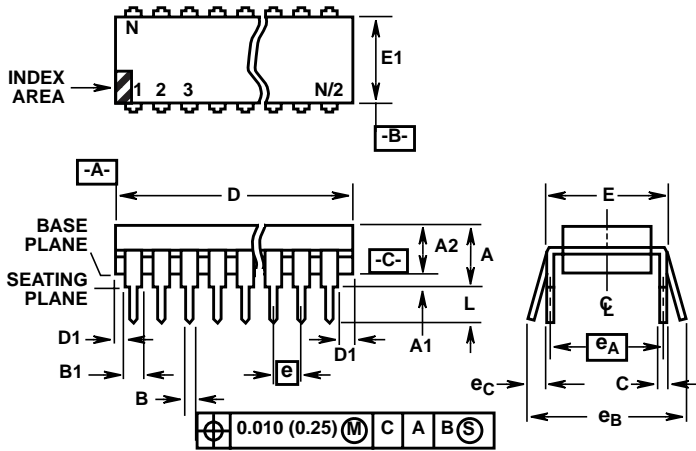 N
E1
INDEX
AREA
1 2 3 N/2
-B-
-A-
D
E
BASE
PLANE
A2
A
-C-
SEATING
PLANE
L
℄
D1
A1
D1
e
eA
B1
eC
C
B
eB
⌖ 0.010 (0.25) Ⓜ C A B Ⓢ